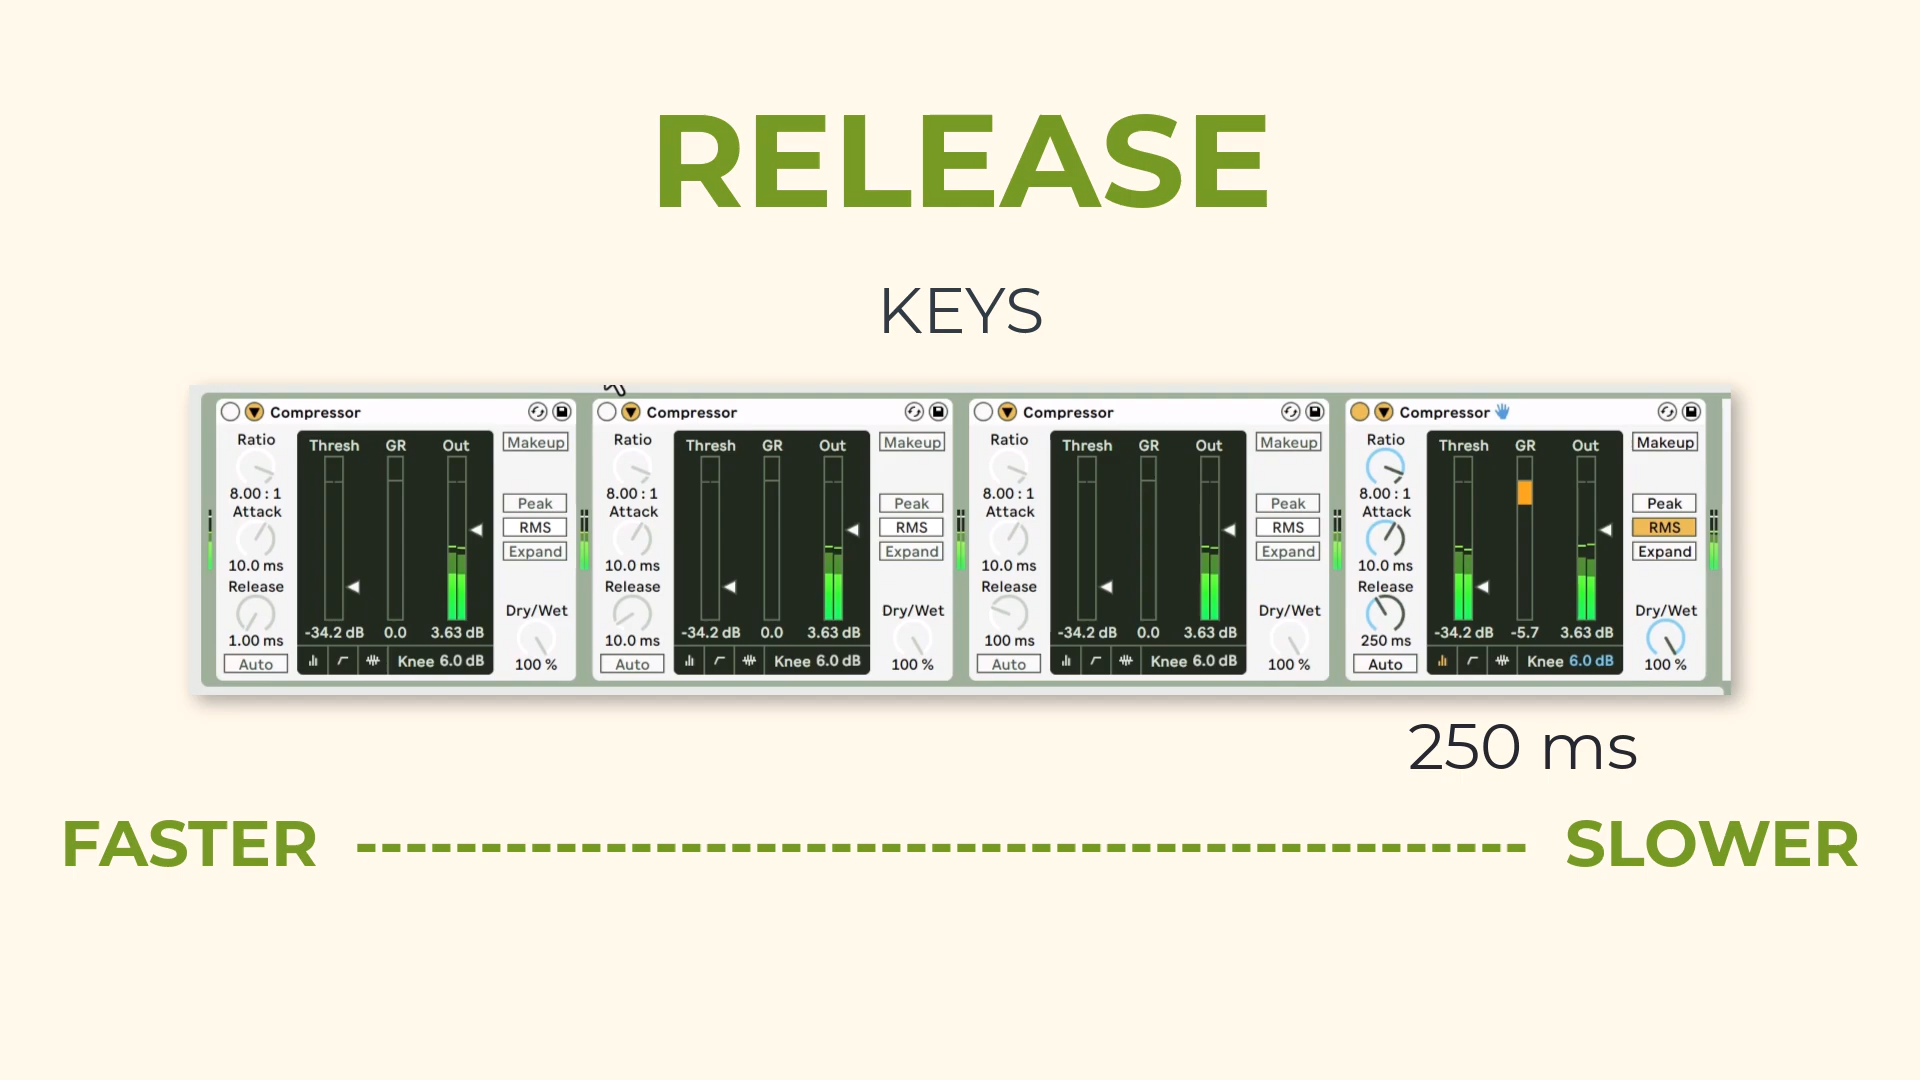 RELEASE
KEYS
Compressor
Ratio
8.00 : 1
Attack
10.0 ms
Release
1.00 ms
Auto
Thresh GR Out
-34.2 dB 0.0 3.63 dB
Knee 6.0 dB
Makeup
Peak
RMS
Expand
Dry/Wet
100 %
Compressor
Ratio
8.00 : 1
Attack
10.0 ms
Release
10.0 ms
Auto
Thresh GR Out
-34.2 dB 0.0 3.63 dB
Knee 6.0 dB
Makeup
Peak
RMS
Expand
Dry/Wet
100 %
Compressor
Ratio
8.00 : 1
Attack
10.0 ms
Release
100 ms
Auto
Thresh GR Out
-34.2 dB 0.0 3.63 dB
Knee 6.0 dB
Makeup
Peak
RMS
Expand
Dry/Wet
100 %
Compressor
Ratio
8.00 : 1
Attack
10.0 ms
Release
250 ms
Auto
Thresh GR Out
-34.2 dB -5.7 3.63 dB
Knee 6.0 dB
Makeup
Peak
RMS
Expand
Dry/Wet
100 %
250 ms
FASTER ----------------------------------------------- SLOWER